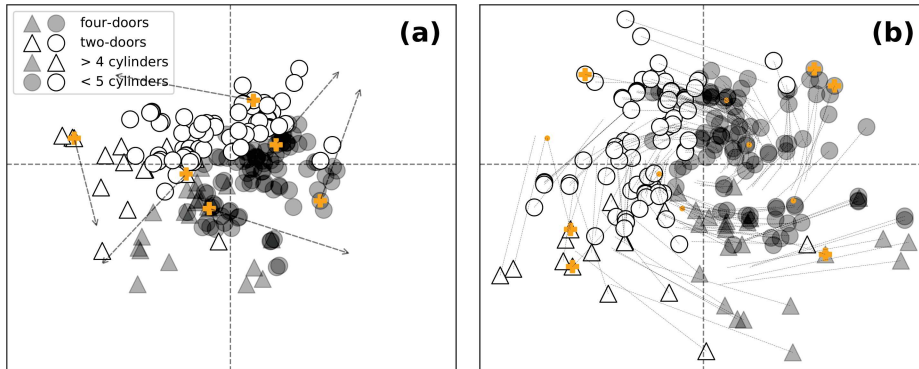 (a)
four-doors
two-doors
> 4 cylinders
< 5 cylinders
(b)